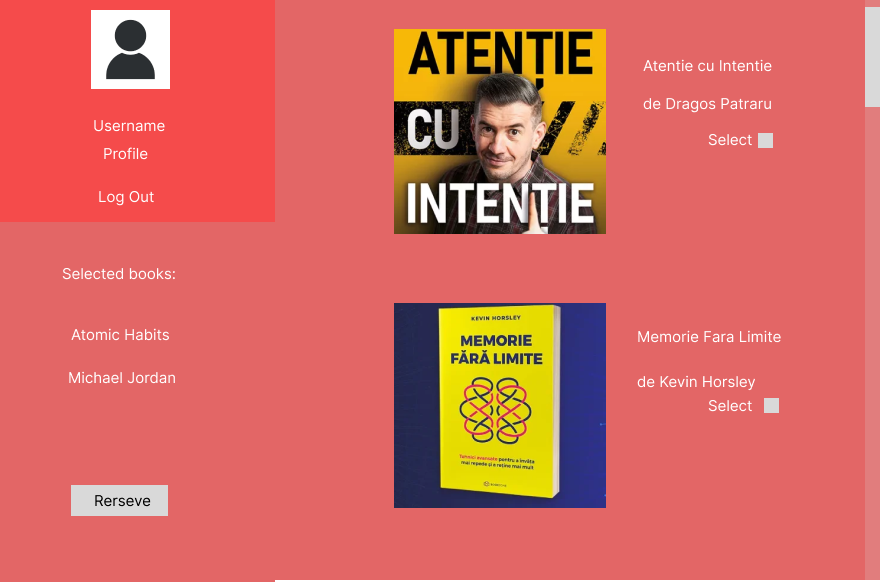 Username
Profile
Log Out
Selected books:
Atomic Habits
Michael Jordan
Rerseve
ATENȚIE
CU
INTENȚIE
Atentie cu Intentie
de Dragos Patraru
Select
KEVIN HORSLEY
MEMORIE
FĂRĂ LIMITE
Tehnici avansate pentru a învăța
mai repede și a reține mai mult
Memorie Fara Limite
de Kevin Horsley
Select